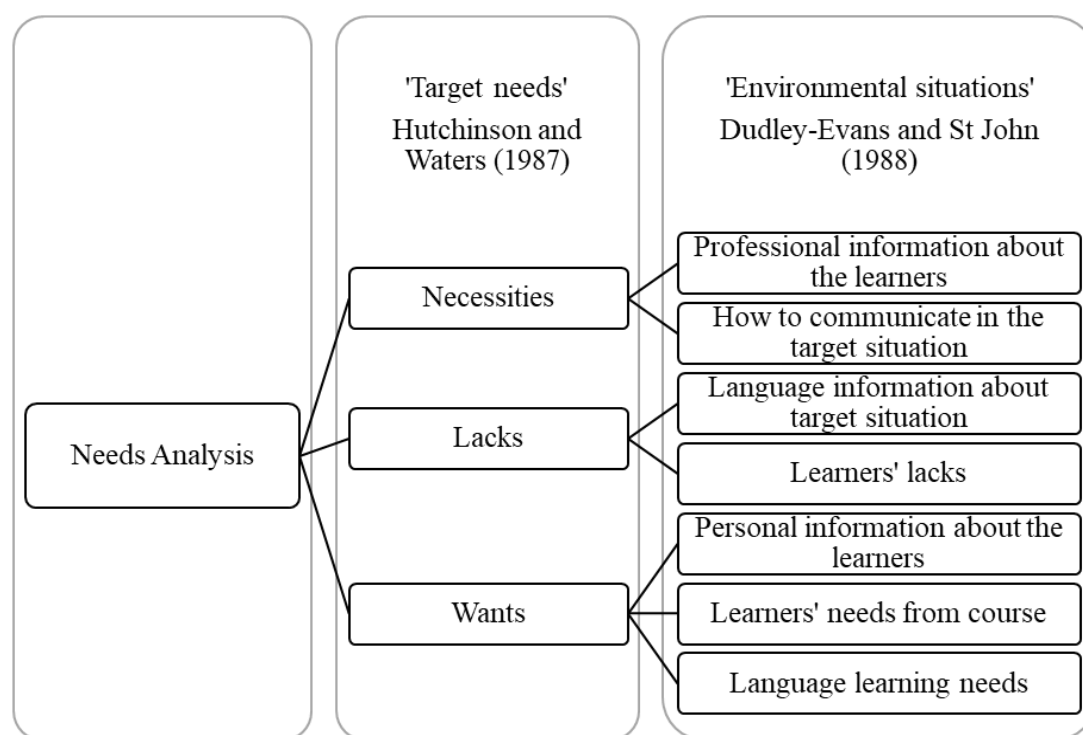 'Target needs'
Hutchinson and
Waters (1987)
'Environmental situations'
Dudley-Evans and St John
(1988)
Needs Analysis
Necessities
Professional information about
the learners
How to communicate in the
target situation
Lacks
Language information about
target situation
Learners' lacks
Wants
Personal information about the
learners
Learners' needs from course
Language learning needs